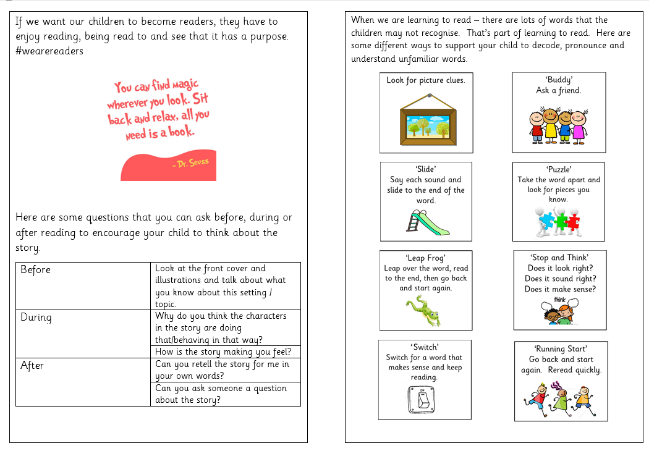 If we want our children to become readers, they have to
enjoy reading, being read to and see that it has a purpose.
#wearereaders
You can find magic
wherever you look. Sit
back and relax, all you
need is a book.
- Dr. Seuss
Here are some questions that you can ask before, during or
after reading to encourage your child to think about the
story.
Before
Look at the front cover and
illustrations and talk about what
you know about this setting /
topic.
During
Why do you think the characters
in the story are doing
that/behaving in that way?
How is the story making you feel?
After
Can you retell the story for me in
your own words?
Can you ask someone a question
about the story?
When we are learning to read – there are lots of words that the
children may not recognise. That's part of learning to read. Here are
some different ways to support your child to decode, pronounce and
understand unfamiliar words.
Look for picture clues.
'Buddy'
Ask a friend.
'Slide'
Say each sound and
slide to the end of the
word.
'Puzzle'
Take the word apart and
look for pieces you
know.
'Leap Frog'
Leap over the word, read
to the end, then go back
and start again.
'Stop and Think'
Does it look right?
Does it sound right?
Does it make sense?
think
'Switch'
Switch for a word that
makes sense and keep
reading.
'Running Start'
Go back and start
again. Reread quickly.